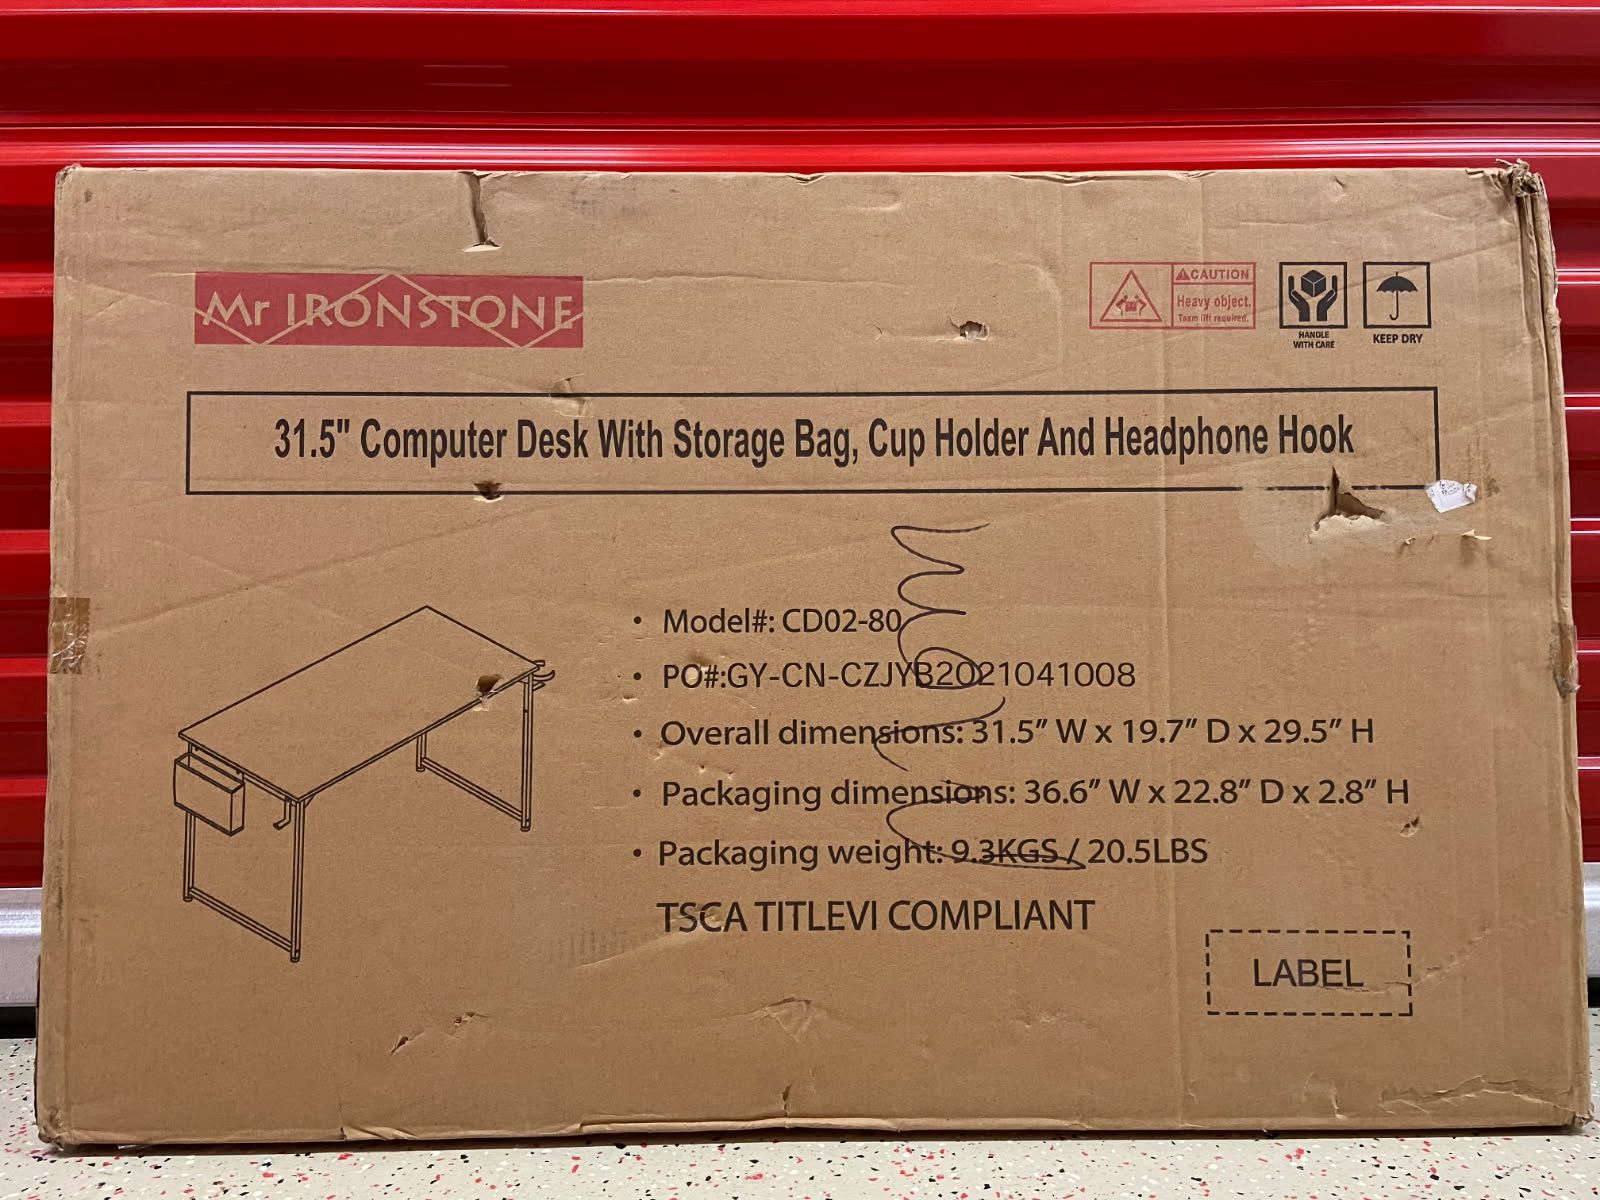 Mr IRONSTONE
CAUTION
Heavy object.
Team lift required.
HANDLE
WITH CARE
KEEP DRY
31.5" Computer Desk With Storage Bag, Cup Holder And Headphone Hook
• Model#: CD02-80
• PO#:GY-CN-CZJYB2021041008
• Overall dimensions: 31.5” W x 19.7” D x 29.5” H
• Packaging dimensions: 36.6” W x 22.8” D x 2.8” H
• Packaging weight: 9.3KGS / 20.5LBS
TSCA TITLEVI COMPLIANT
LABEL